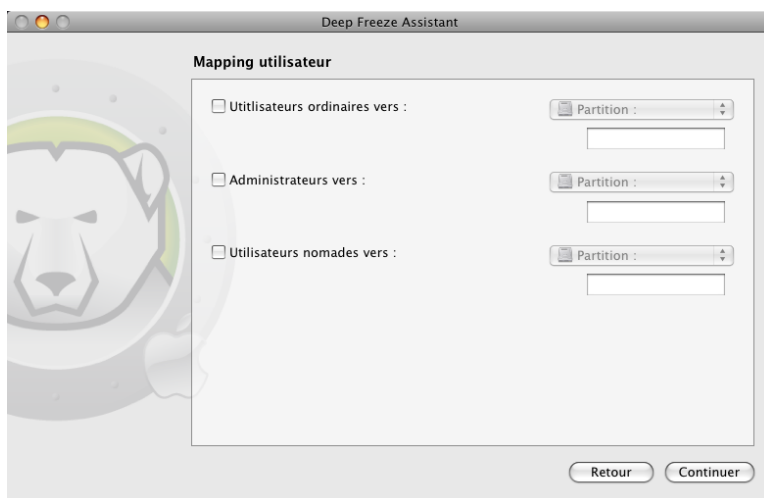 Deep Freeze Assistant
Mapping utilisateur
Utitlisateurs ordinaires vers :
Partition :
Administrateurs vers :
Partition :
Utilisateurs nomades vers :
Partition :
Retour
Continuer